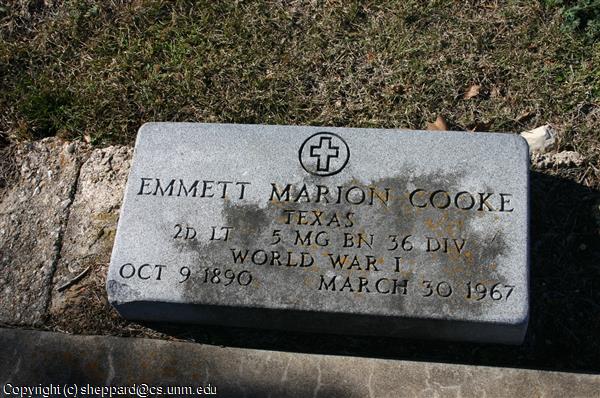 EMMETT MARION COOKE
TEXAS
2D LT 5 MG BN 36 DIV
WORLD WAR I
OCT 9 1890 MARCH 30 1967
Copyright (c) sheppard@cs.unm.edu